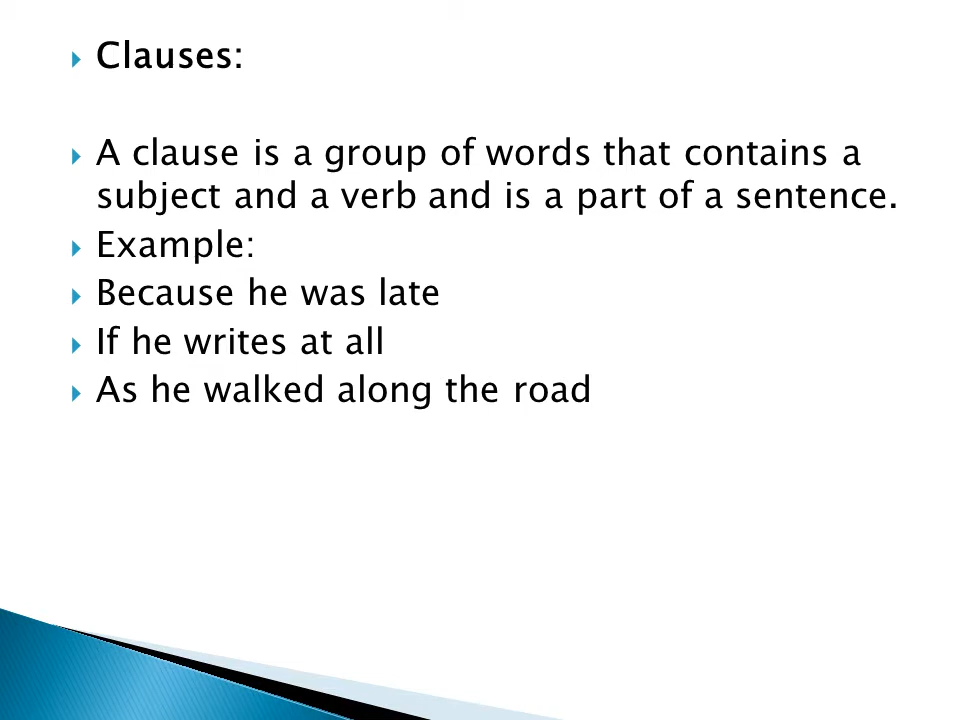 Clauses:
A clause is a group of words that contains a
subject and a verb and is a part of a sentence.
Example:
Because he was late
If he writes at all
As he walked along the road